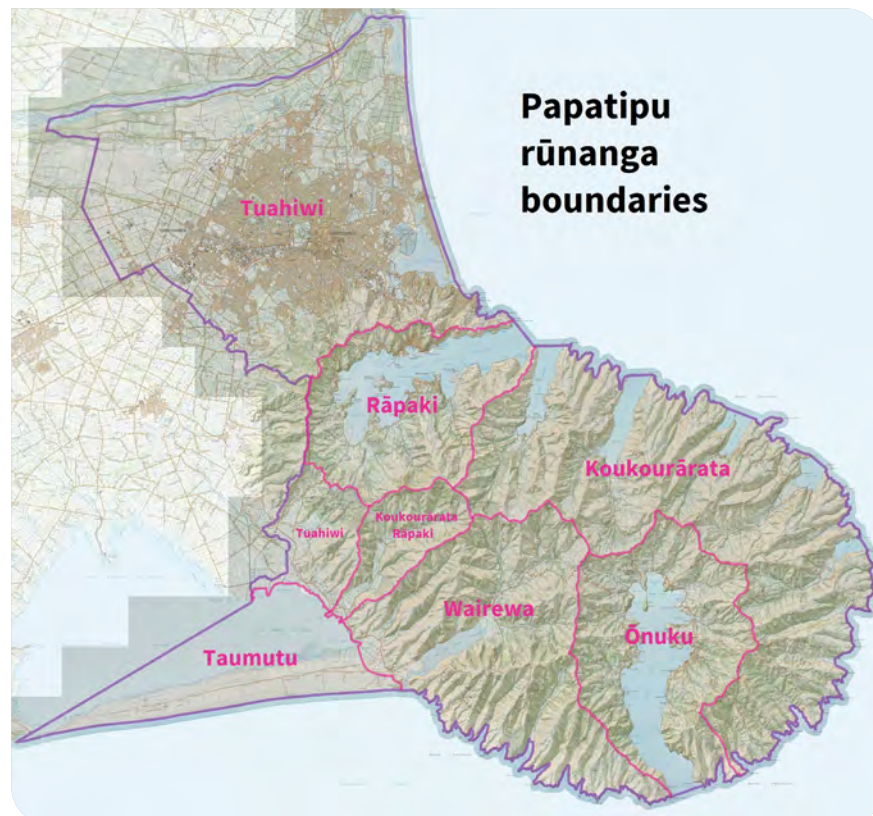 Papatipu
rūnanga
boundaries
Tuahiwi
Rāpaki
Koukourārata
Tuahiwi
Koukourārata
Rāpaki
Wairewa
Ōnuku
Taumutu